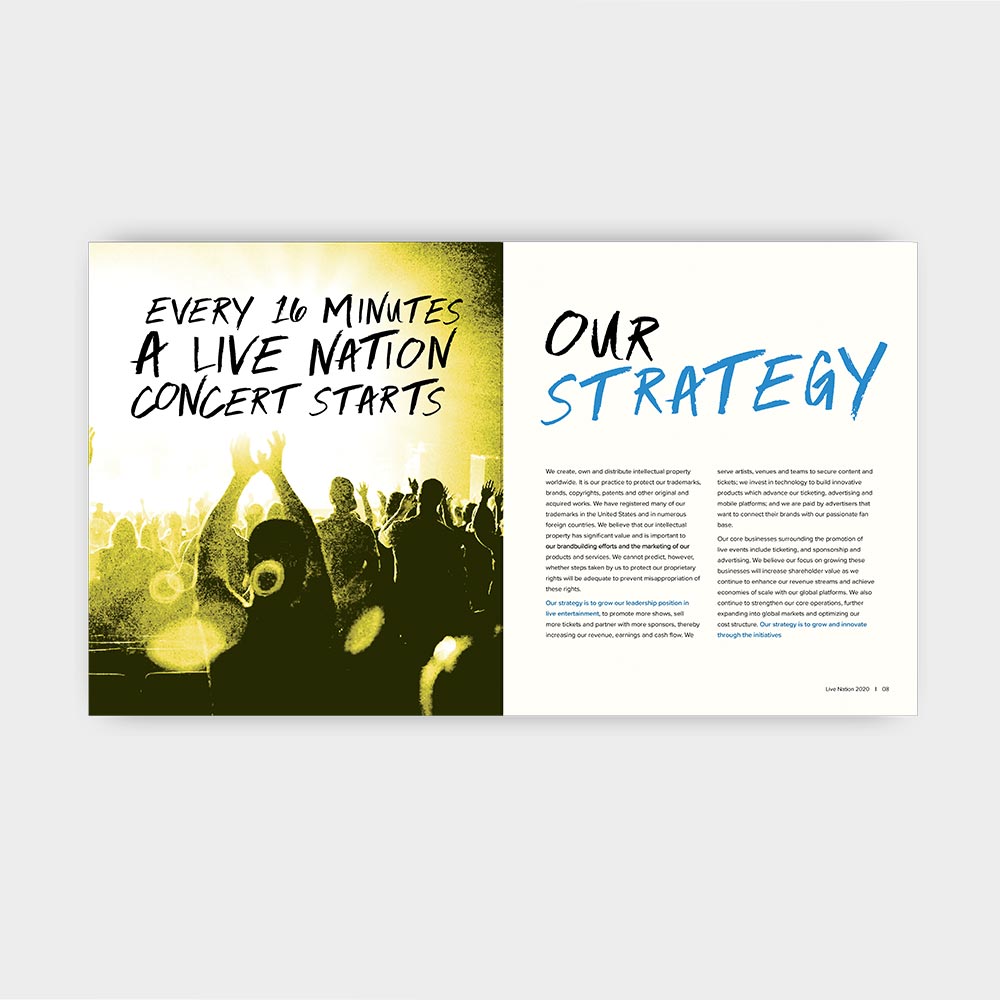 EVERY 16 MINUTES
A LIVE NATION
CONCERT STARTS
OUR
STRATEGY
We create, own and distribute intellectual property
worldwide. It is our practice to protect our trademarks,
brands, copyrights, patents and other original and
acquired works. We have registered many of our
trademarks in the United States and in numerous
foreign countries. We believe that our intellectual
property has significant value and is important to
our brandbuilding efforts and the marketing of our
products and services. We cannot predict, however,
whether steps taken by us to protect our proprietary
rights will be adequate to prevent misappropriation of
these rights.
Our strategy is to grow our leadership position in
live entertainment, to promote more shows, sell
more tickets and partner with more sponsors, thereby
increasing our revenue, earnings and cash flow. We
serve artists, venues and teams to secure content and
tickets; we invest in technology to build innovative
products which advance our ticketing, advertising and
mobile platforms; and we are paid by advertisers that
want to connect their brands with our passionate fan
base.
Our core businesses surrounding the promotion of
live events include ticketing, and sponsorship and
advertising. We believe our focus on growing these
businesses will increase shareholder value as we
continue to enhance our revenue streams and achieve
economies of scale with our global platforms. We also
continue to strengthen our core operations, further
expanding into global markets and optimizing our
cost structure. Our strategy is to grow and innovate
through the initiatives
Live Nation 2020 | 08